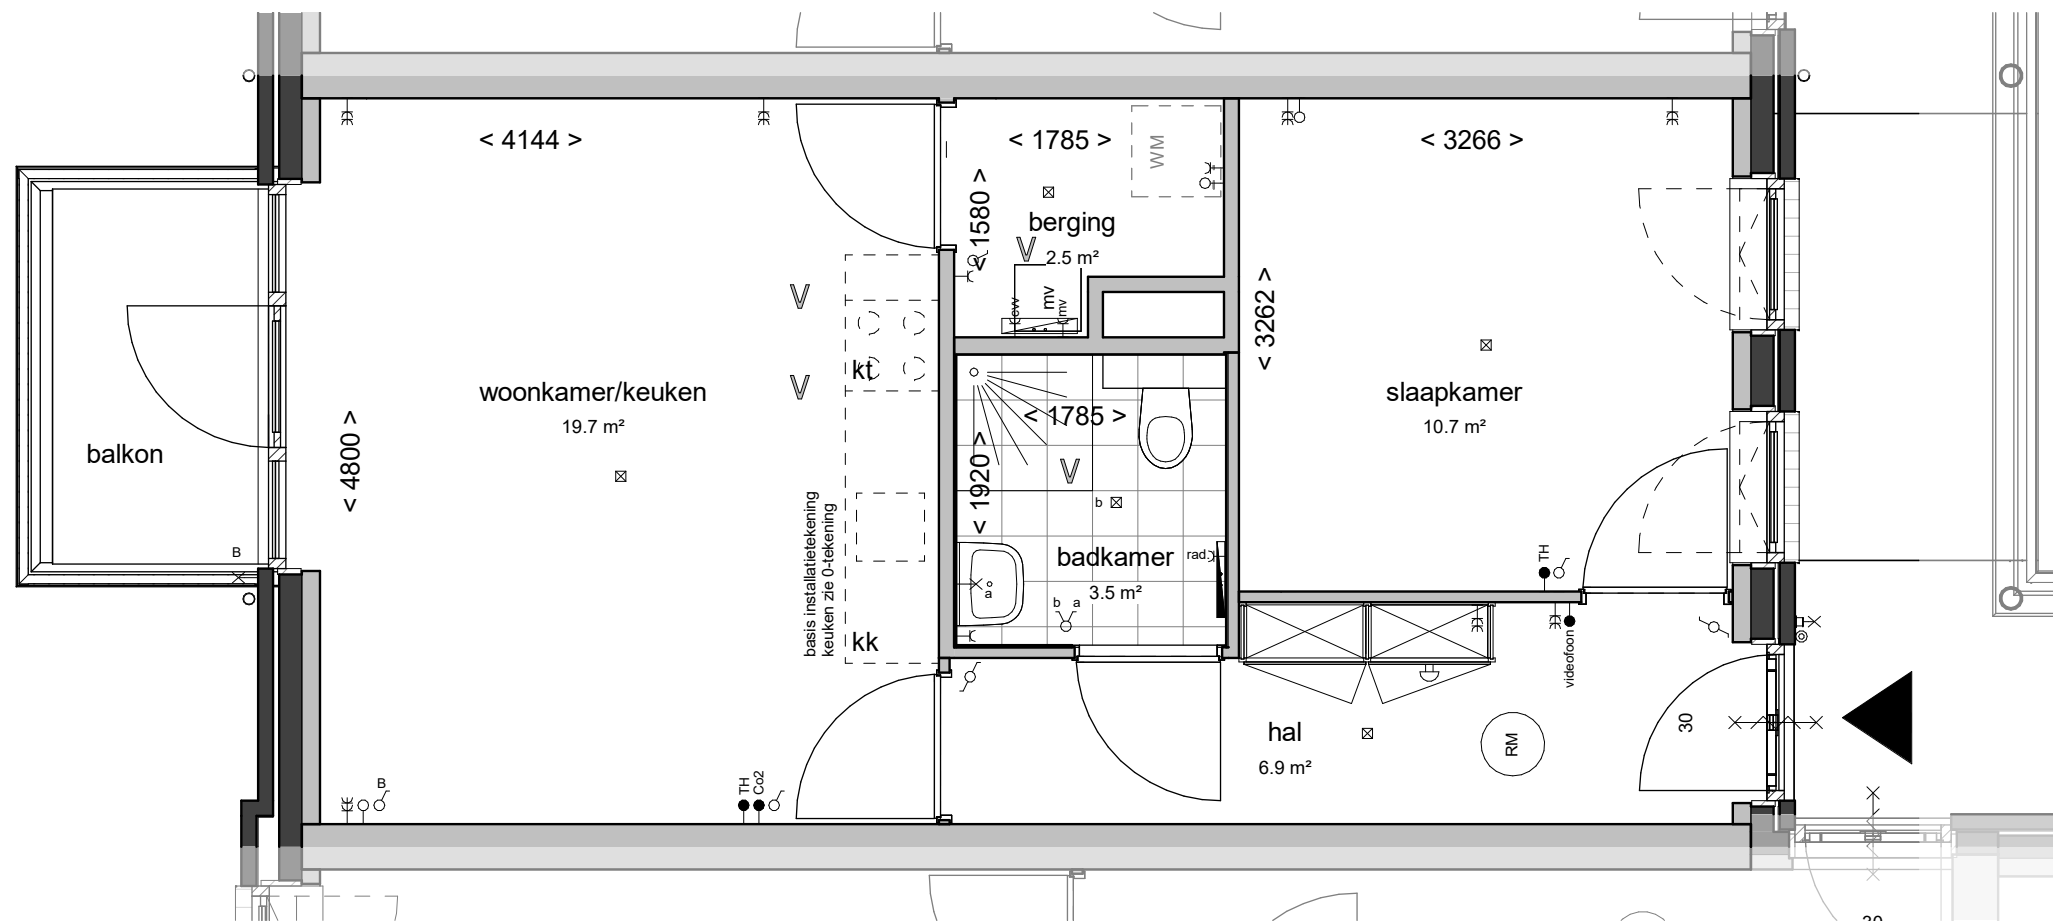 < 4144 >
< 1785 >
< 3266 >
WM
< 1580 >
berging
2.5 m²
mv
cvv
mv
< 3262 >
kt
woonkamer/keuken
19.7 m²
< 1785 >
slaapkamer
10.7 m²
balkon
< 4800 >
< 1920 >
b
basis installatietekening
keuken zie 0-tekening
B
badkamer
3.5 m²
rad.
TH
a
b a
kk
videofoon
hal
6.9 m²
RM
30
B
TH
Co2
30